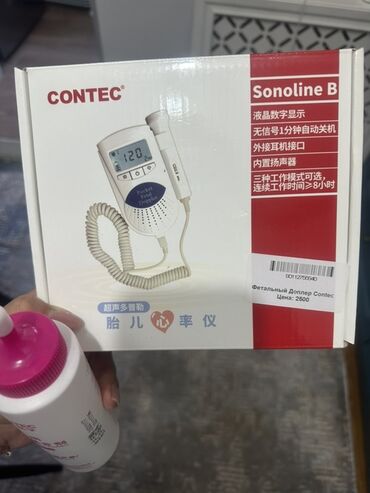 CONTEC®
Sonoline B
液晶数字显示
无信号1分钟自动关机
外接耳机接口
内置扬声器
三种工作模式可选，
连续工作时间≥8小时
120
Pocket
Fetal
Doppler
Фетальный Доплер Contec
Цена: 2600
超声多普勒
胎儿心率仪